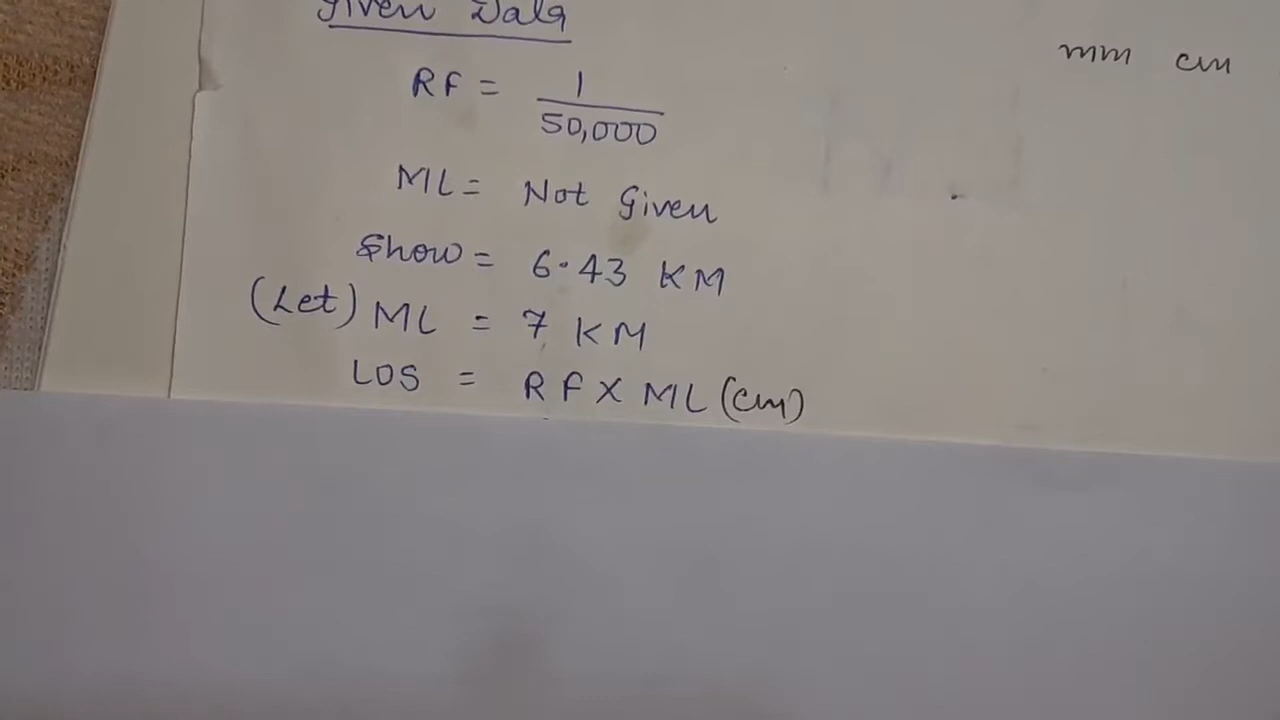 Given Data
mm cm
RF = 1/50,000
ML = Not Given
Show = 6.43 KM
(Let) ML = 7 KM
LOS = RF X ML (cm)